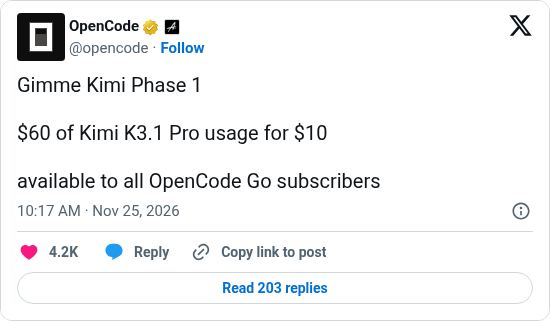 OpenCode
@opencode · Follow
Gimme Kimi Phase 1
$60 of Kimi K3.1 Pro usage for $10
available to all OpenCode Go subscribers
10:17 AM · Nov 25, 2026
4.2K Reply Copy link to post
Read 203 replies